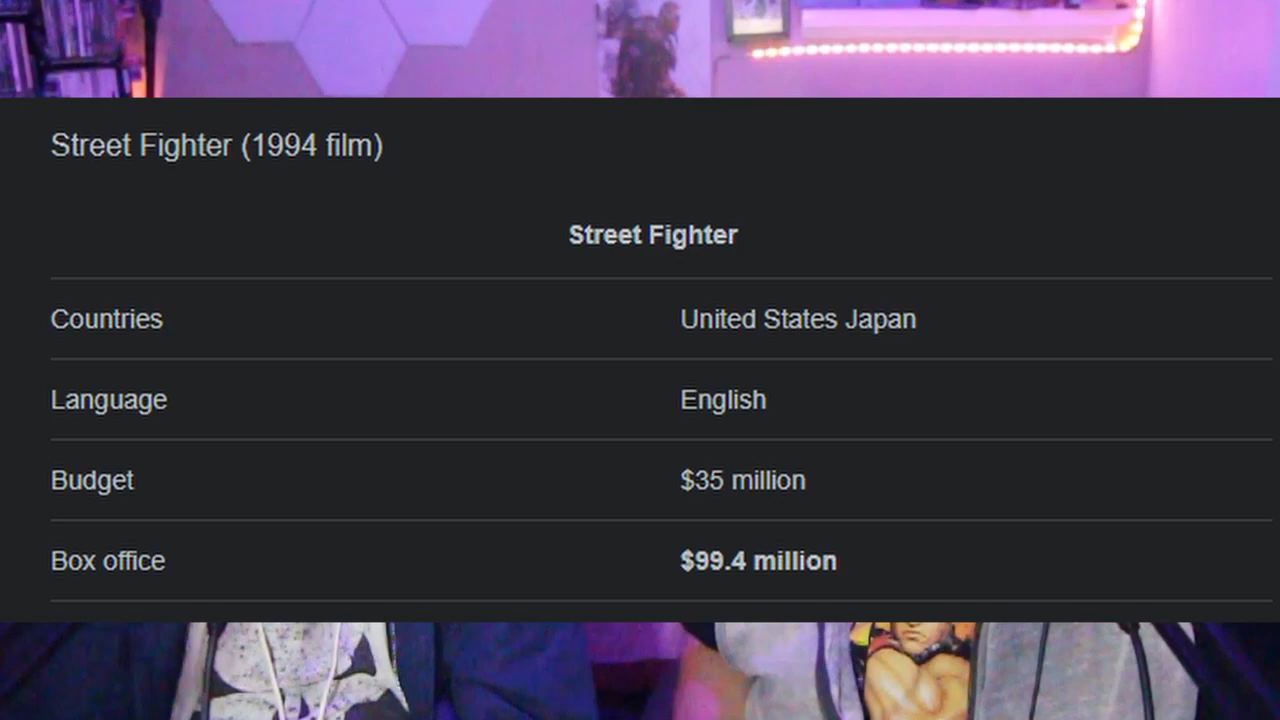 Street Fighter (1994 film)
Street Fighter
Countries United States Japan
Language English
Budget $35 million
Box office $99.4 million